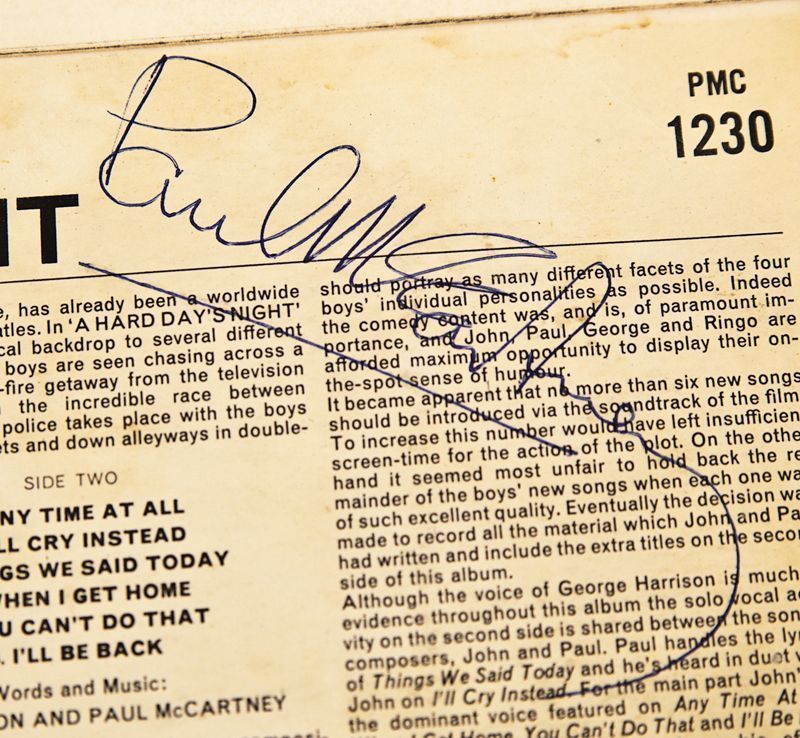 Paul McCartney
PMC
1230
IT
e, has already been a worldwide
atles. In 'A HARD DAY'S NIGHT'
cal backdrop to several different
boys are seen chasing across a
-fire getaway from the television
the incredible race between
police takes place with the boys
ets and down alleyways in double-
SIDE TWO
NY TIME AT ALL
LL CRY INSTEAD
GS WE SAID TODAY
WHEN I GET HOME
U CAN'T DO THAT
. I'LL BE BACK
Words and Music:
ON AND PAUL McCARTNEY
should portray as many different facets of the four
boys' individual personalities as possible. Indeed
the comedy content was, and is, of paramount im-
portance, and John, Paul, George and Ringo are
afforded maximum opportunity to display their on-
the-spot sense of humour.
It became apparent that no more than six new songs
should be introduced via the soundtrack of the film
To increase this number would have left insufficien
screen-time for the action of the plot. On the othe
hand it seemed most unfair to hold back the re
mainder of the boys' new songs when each one wa
of such excellent quality. Eventually the decision wa
made to record all the material which John and Pa
had written and include the extra titles on the secon
side of this album.
Although the voice of George Harrison is much
evidence throughout this album the solo vocal ac
vity on the second side is shared between the son
composers, John and Paul. Paul handles the lyr
of Things We Said Today and he's heard in duet v
John on I'll Cry Instead. For the main part John'
the dominant voice featured on Any Time At
Get Home, You Can't Do That and I'll Be